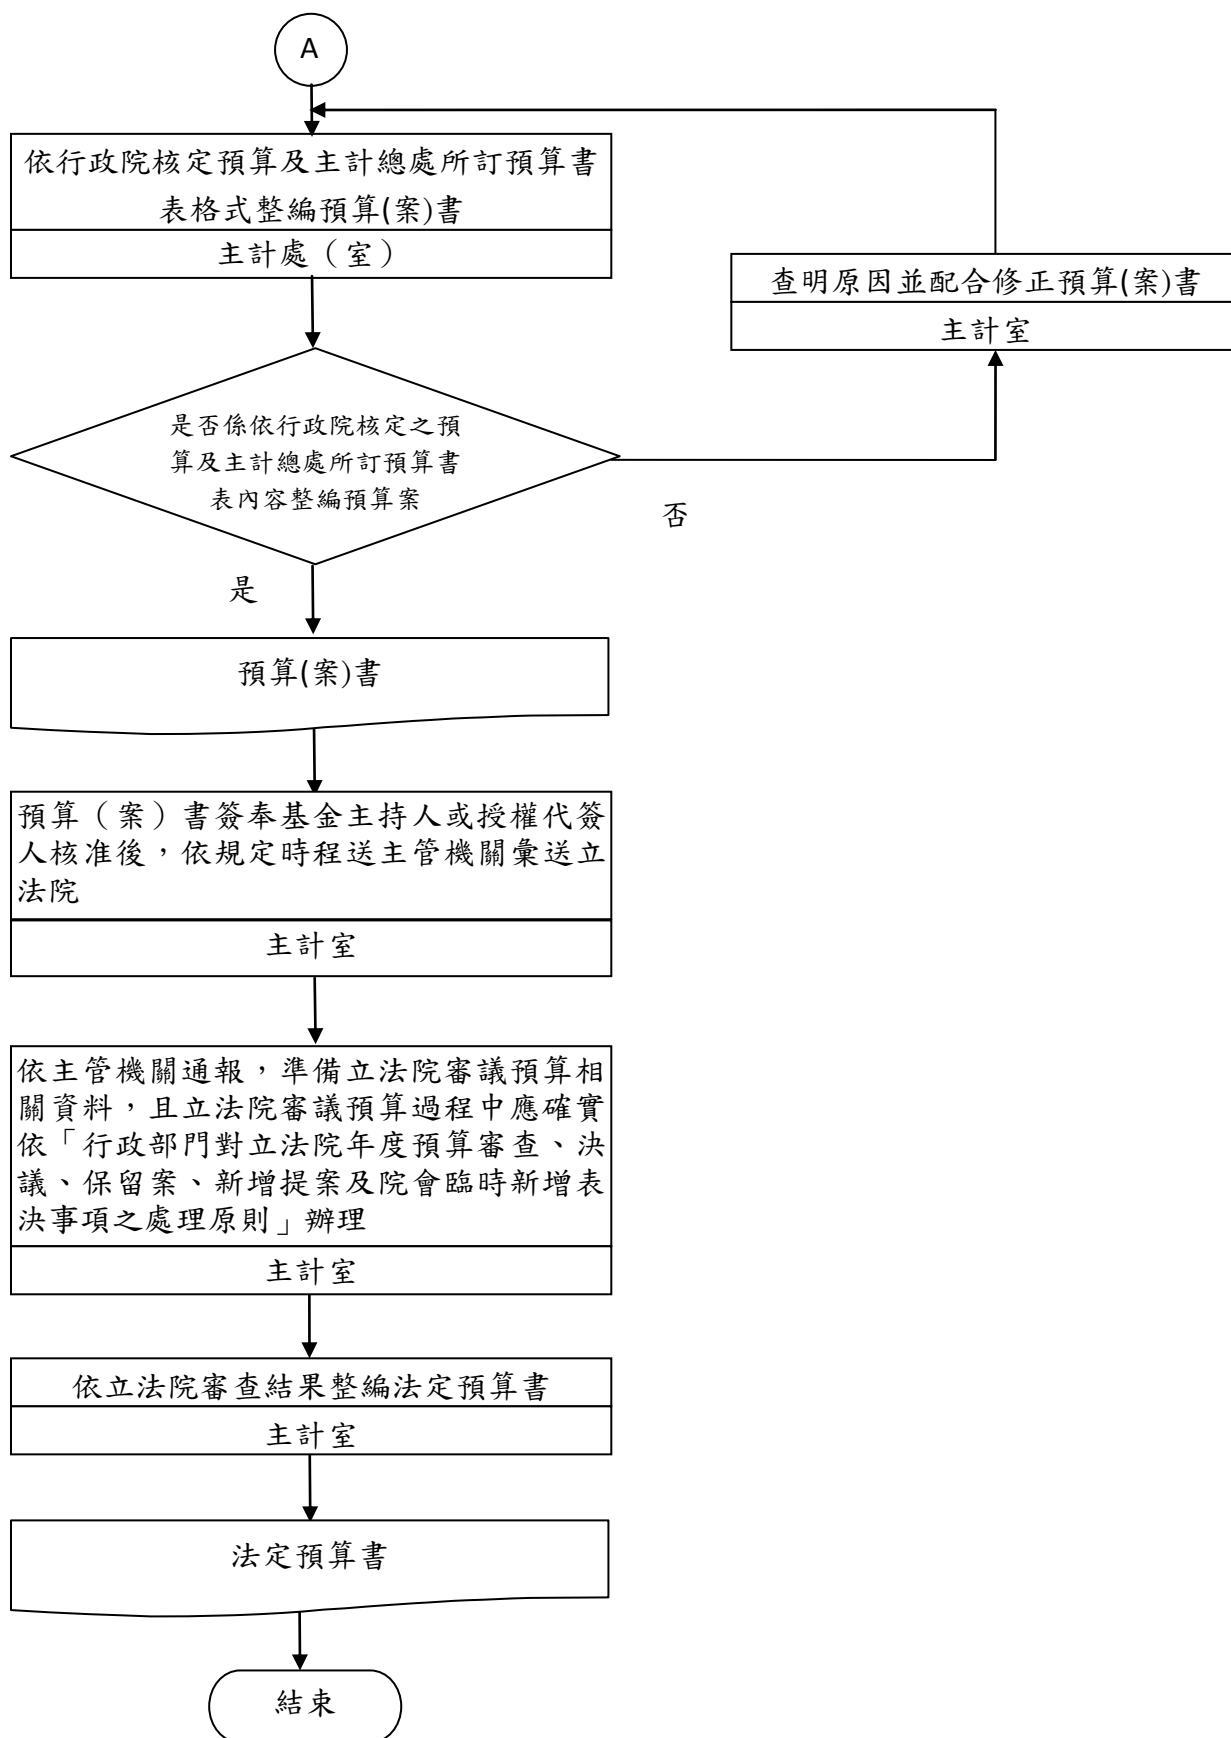 A
依行政院核定預算及主計總處所訂預算書
表格式整編預算(案)書
主計處（室）
查明原因並配合修正預算(案)書
主計室
是否係依行政院核定之預
算及主計總處所訂預算書
表內容整編預算案
否
是
預算(案)書
預算（案）書簽奉基金主持人或授權代簽
人核准後，依規定時程送主管機關彙送立
法院
主計室
依主管機關通報，準備立法院審議預算相
關資料，且立法院審議預算過程中應確實
依「行政部門對立法院年度預算審查、決
議、保留案、新增提案及院會臨時新增表
決事項之處理原則」辦理
主計室
依立法院審查結果整編法定預算書
主計室
法定預算書
結束